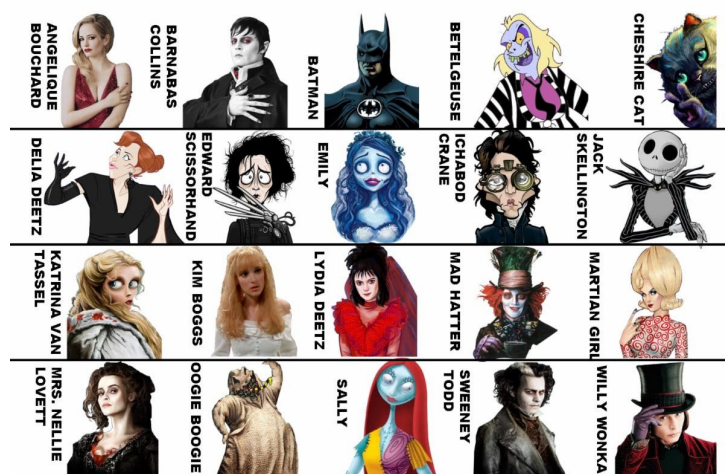 ANGELIQUE
BOUCHARD
BARNABAS
COLLINS
BATMAN
BETELGEUSE
CHESHIRE CAT
DELIA DEETZ
EDWARD
SCISSORHAND
EMILY
ICHABOD
CRANE
JACK
SKELLINGTON
KATRINA VAN
TASSEL
KIM BOGGS
LYDIA DEETZ
MAD HATTER
MARTIAN GIRL
MRS. NELLIE
LOVETT
OOGIE BOOGIE
SALLY
SWEENEY
TODD
WILLY WONKA